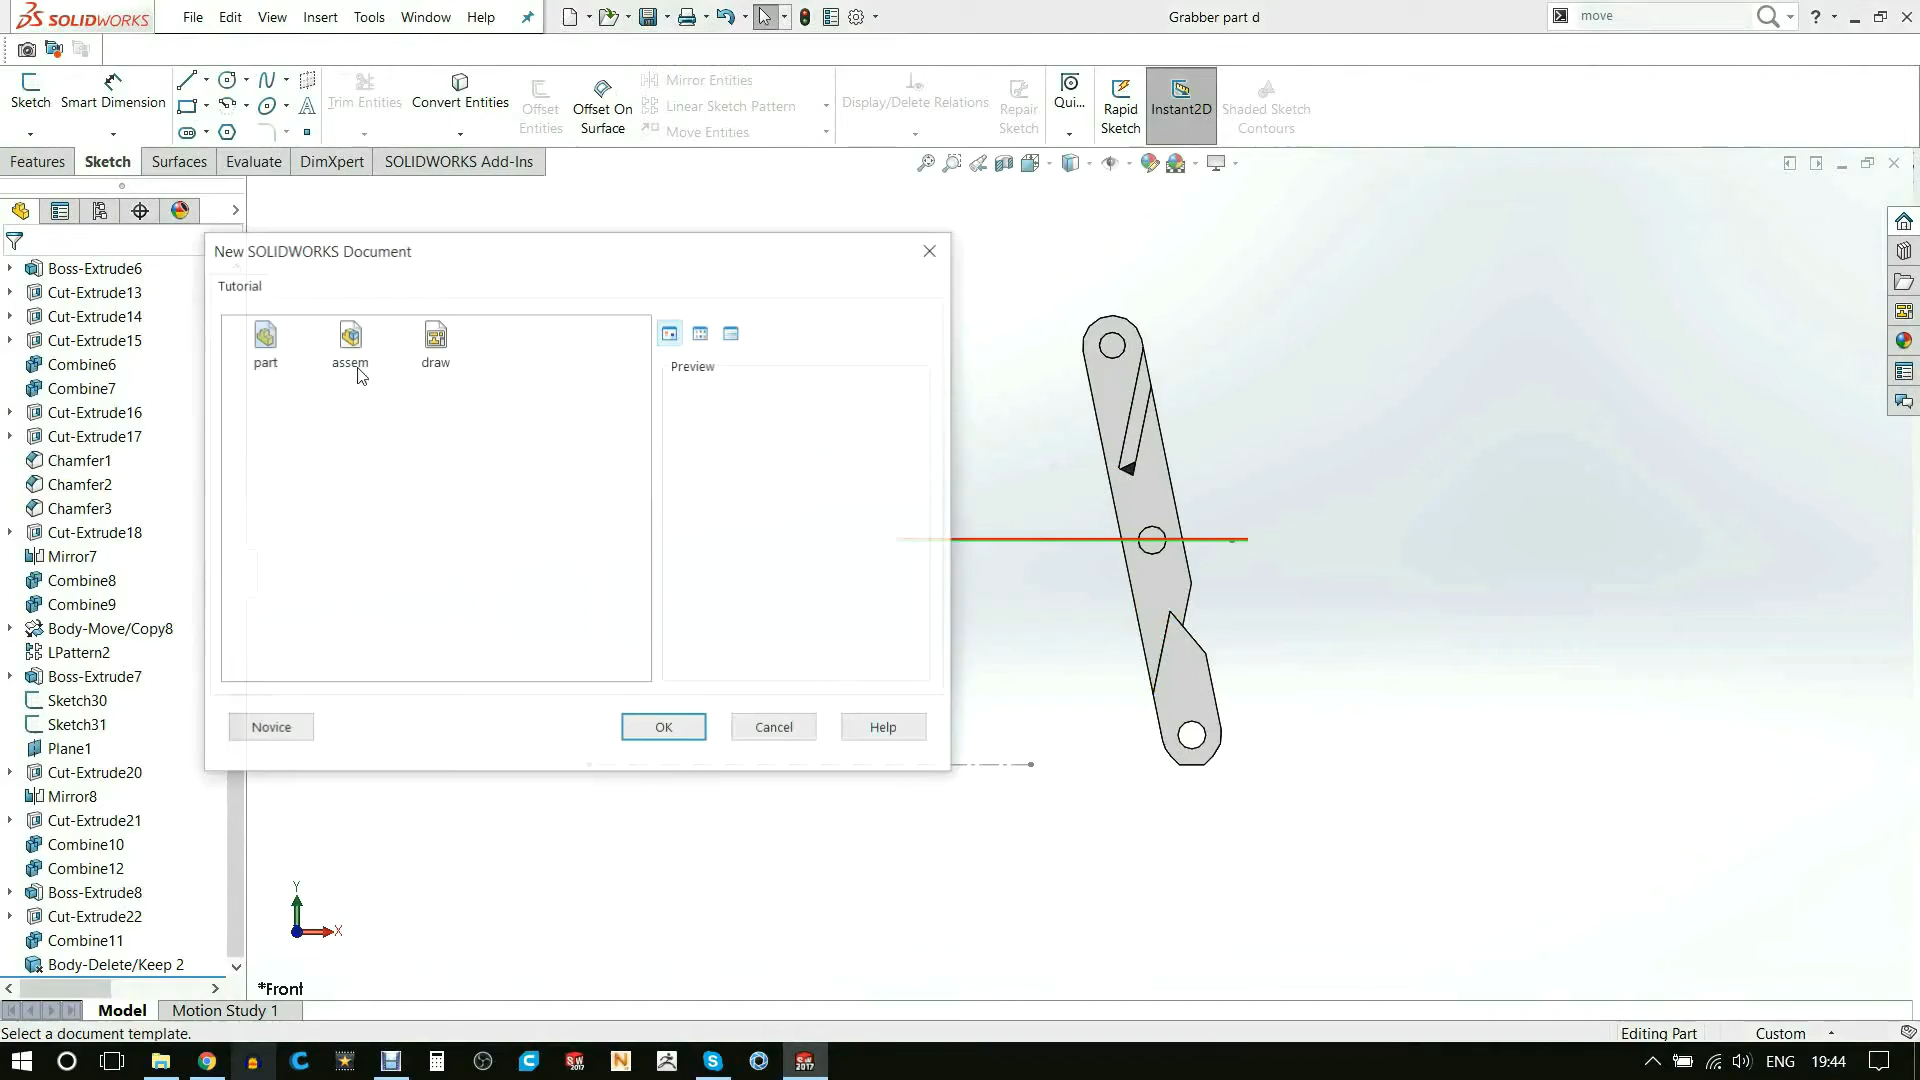 SOLIDWORKS
File Edit View Insert Tools Window Help
Grabber part d
move
?
Sketch
Smart Dimension
Trim Entities
Convert Entities
Offset
Entities
Offset On
Surface
Mirror Entities
Linear Sketch Pattern
Move Entities
Display/Delete Relations
Repair
Sketch
Qui...
Rapid
Sketch
Instant2D
Shaded Sketch
Contours
Features
Sketch
Surfaces
Evaluate
DimXpert
SOLIDWORKS Add-Ins
Boss-Extrude6
Cut-Extrude13
Cut-Extrude14
Cut-Extrude15
Combine6
Combine7
Cut-Extrude16
Cut-Extrude17
Chamfer1
Chamfer2
Chamfer3
Cut-Extrude18
Mirror7
Combine8
Combine9
Body-Move/Copy8
LPattern2
Boss-Extrude7
Sketch30
Sketch31
Plane1
Cut-Extrude20
Mirror8
Cut-Extrude21
Combine10
Combine12
Boss-Extrude8
Cut-Extrude22
Combine11
Body-Delete/Keep 2
New SOLIDWORKS Document
Tutorial
part
assem
draw
Preview
Novice
OK
Cancel
Help
Y
X
*Front
Model
Motion Study 1
Select a document template.
Editing Part
Custom
SW
2017
SW
2017
ENG
19:44